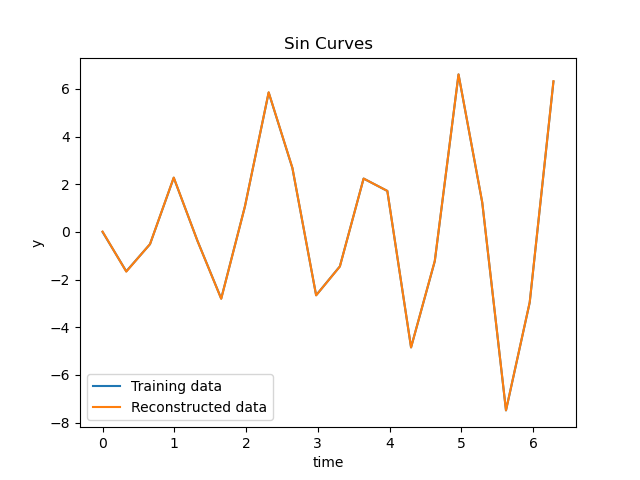 Sin Curves
y
6
4
2
0
−2
−4
−6
−8
Training data
Reconstructed data
0 1 2 3 4 5 6
time